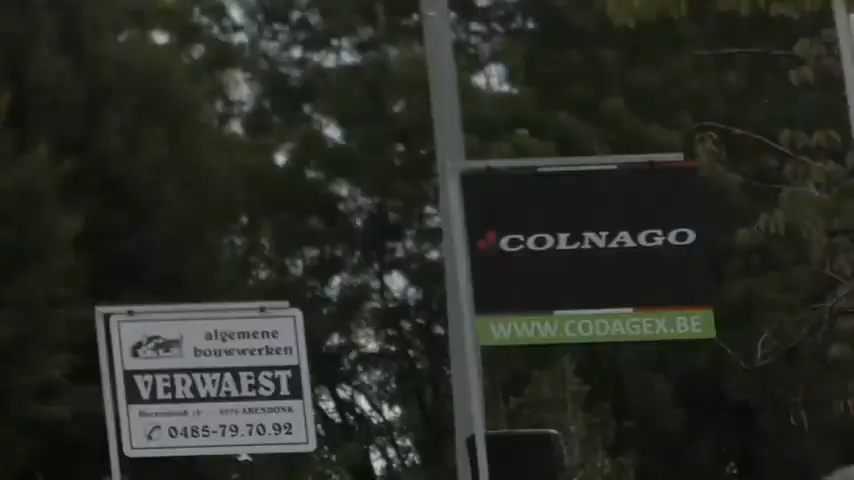 algemene
bouwwerken
VERWAEST
ARENDONK
0485-79.70.92
COLNAGO
WWW.CODAGEX.BE